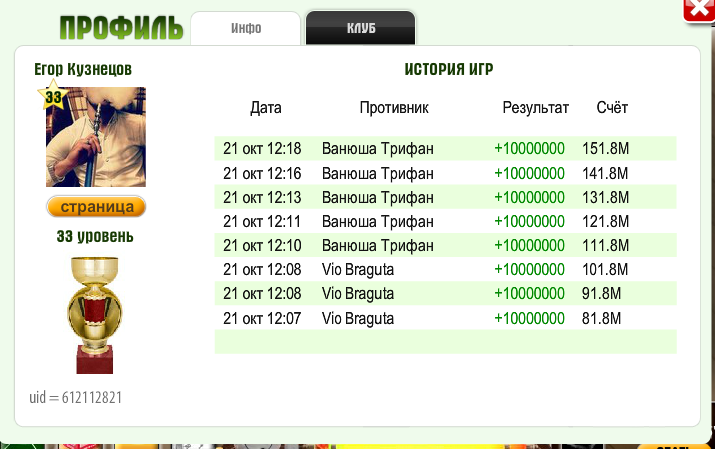 ПРОФИЛЬ
Инфо
КЛУБ
Егор Кузнецов
33
страница
33 уровень
uid = 612112821
ИСТОРИЯ ИГР
Дата Противник Результат Счёт
21 окт 12:18 Ванюша Трифан +10000000 151.8M
21 окт 12:16 Ванюша Трифан +10000000 141.8M
21 окт 12:13 Ванюша Трифан +10000000 131.8M
21 окт 12:11 Ванюша Трифан +10000000 121.8M
21 окт 12:10 Ванюша Трифан +10000000 111.8M
21 окт 12:08 Vio Braguta +10000000 101.8M
21 окт 12:08 Vio Braguta +10000000 91.8M
21 окт 12:07 Vio Braguta +10000000 81.8M